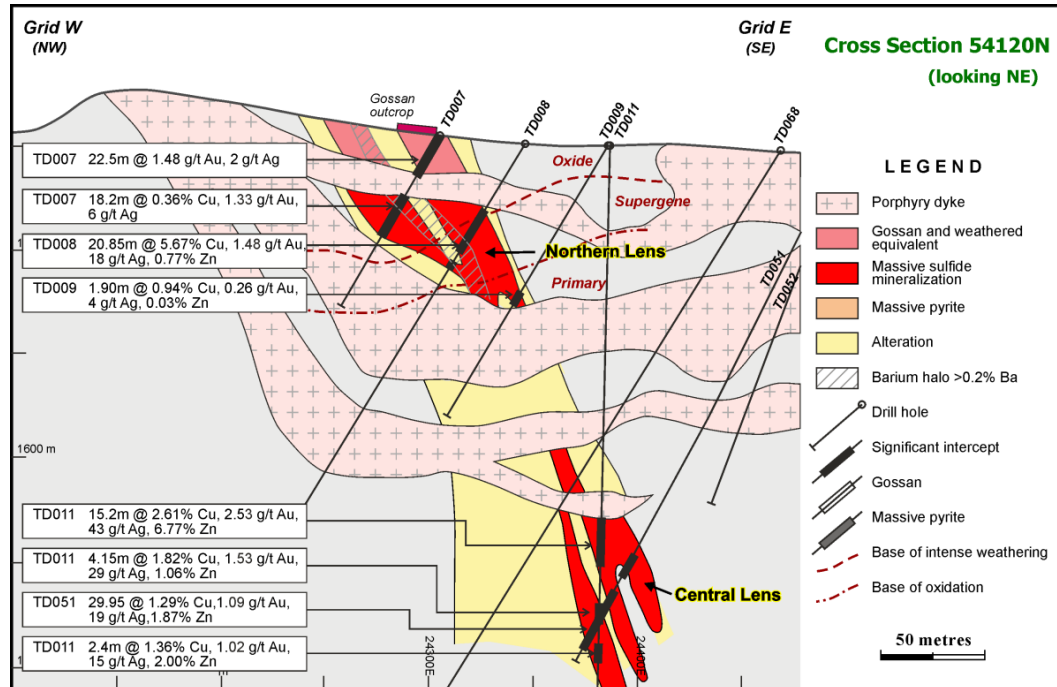 Grid W
(NW)
Grid E
(SE)
Cross Section 54120N
(looking NE)
Gossan
outcrop
TD007
TD008
TD009
TD011
TD068
TD007 22.5m @ 1.48 g/t Au, 2 g/t Ag
TD007 18.2m @ 0.36% Cu, 1.33 g/t Au,
6 g/t Ag
TD008 20.85m @ 5.67% Cu, 1.48 g/t Au,
18 g/t Ag, 0.77% Zn
TD009 1.90m @ 0.94% Cu, 0.26 g/t Au,
4 g/t Ag, 0.03% Zn
Oxide
Supergene
Northern Lens
Primary
TD051
TD052
1600 m
TD011 15.2m @ 2.61% Cu, 2.53 g/t Au,
43 g/t Ag, 6.77% Zn
TD011 4.15m @ 1.82% Cu, 1.53 g/t Au,
29 g/t Ag, 1.06% Zn
TD051 29.95 @ 1.29% Cu, 1.09 g/t Au,
19 g/t Ag, 1.87% Zn
TD011 2.4m @ 1.36% Cu, 1.02 g/t Au,
15 g/t Ag, 2.00% Zn
Central Lens
24300E
24400E
LEGEND
Porphyry dyke
Gossan and weathered
equivalent
Massive sulfide
mineralization
Massive pyrite
Alteration
Barium halo >0.2% Ba
Drill hole
Significant intercept
Gossan
Massive pyrite
Base of intense weathering
Base of oxidation
50 metres